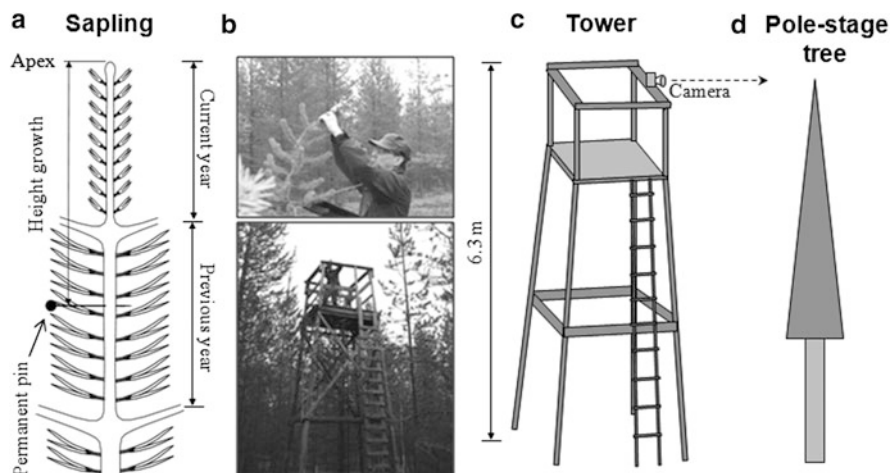 a Sapling
b
c Tower
d Pole-stage
tree
Apex
Height growth
Current year
Previous year
Permanent pin
6.3 m
Camera